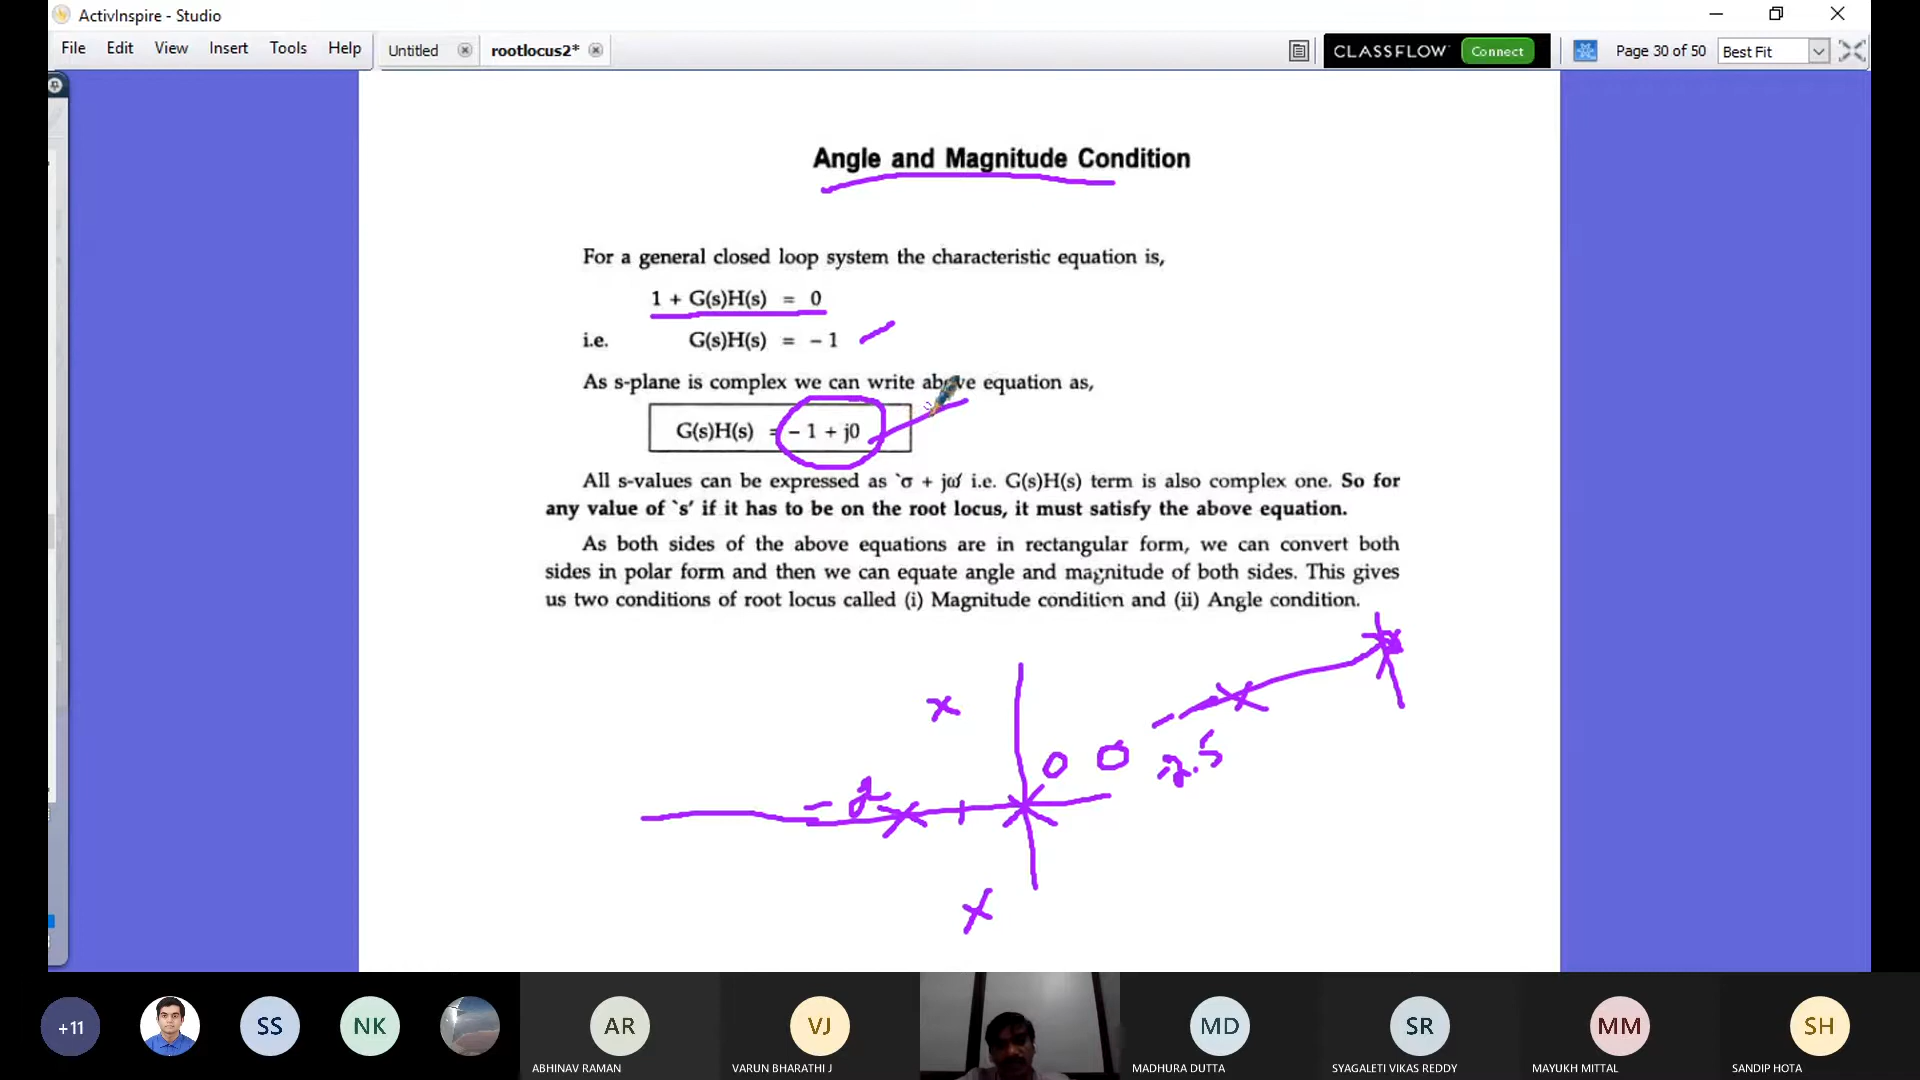 ActivInspire - Studio
File Edit View Insert Tools Help
Untitled
rootlocus2*
CLASSFLOW Connect
Page 30 of 50
Best Fit
Angle and Magnitude Condition
For a general closed loop system the characteristic equation is,
1 + G(s)H(s) = 0
i.e. G(s)H(s) = - 1
As s-plane is complex we can write above equation as,
G(s)H(s) = - 1 + j0
All s-values can be expressed as `σ + jω' i.e. G(s)H(s) term is also complex one. So for
any value of `s' if it has to be on the root locus, it must satisfy the above equation.
As both sides of the above equations are in rectangular form, we can convert both
sides in polar form and then we can equate angle and magnitude of both sides. This gives
us two conditions of root locus called (i) Magnitude condition and (ii) Angle condition.
+11
SS
NK
AR
VJ
MD
SR
MM
SH
ABHINAV RAMAN
VARUN BHARATHI J
MADHURA DUTTA
SYAGALETI VIKAS REDDY
MAYUKH MITTAL
SANDIP HOTA